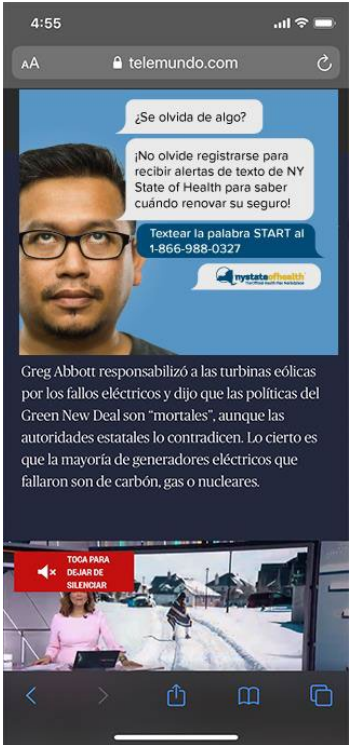 4:55
AA telemundo.com
¿Se olvida de algo?
¡No olvide registrarse para
recibir alertas de texto de NY
State of Health para saber
cuándo renovar su seguro!
Textear la palabra START al
1-866-988-0327
nystateofhealth
Greg Abbott responsabilizó a las turbinas eólicas
por los fallos eléctricos y dijo que las políticas del
Green New Deal son “mortales”, aunque las
autoridades estatales lo contradicen. Lo cierto es
que la mayoría de generadores eléctricos que
fallaron son de carbón, gas o nucleares.
TOCA PARA
DEJAR DE
SILENCIAR